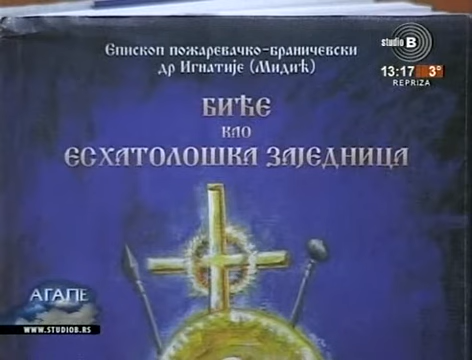 Епископ пожаревачко-браничевски
др Игнатије (Мидић)
БИЋЕ
КАО
ЕСХАТОЛОШКА ЗАЈЕДНИЦА
studio B
13:17 3°
REPRIZA
АГАПЕ
WWW.STUDIOB.RS